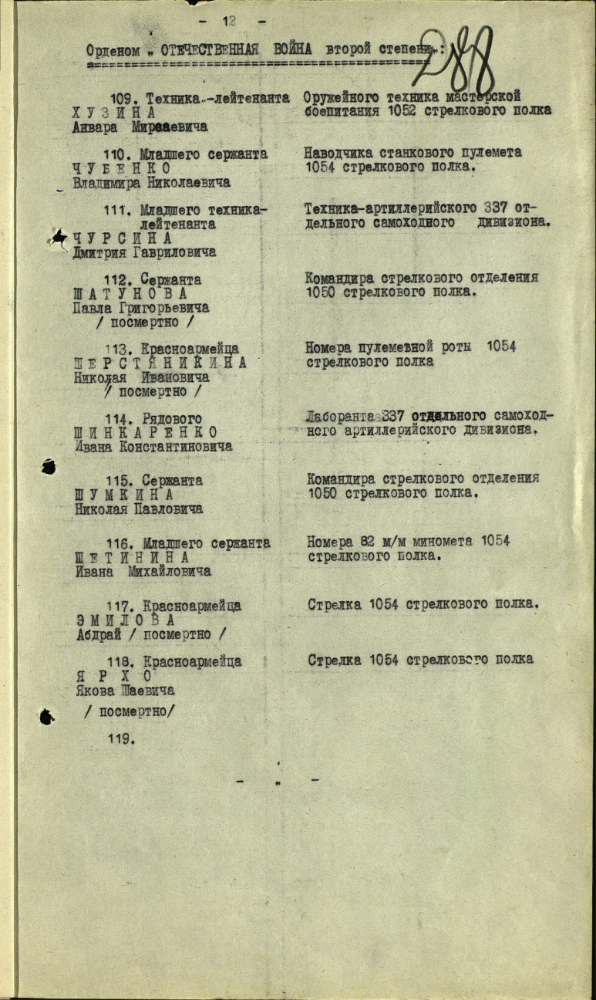 - 12 -
288
Орденом „ ОТЕЧЕСТВЕННАЯ ВОЙНА второй степени":
109. Техника-лейтенанта
Х У З И Н А
Анвара Мирзаевича
Оружейного техника мастерской
боепитания 1052 стрелкового полка
110. Младшего сержанта
Ч У Б Е Н К О
Владимира Николаевича
Наводчика станкового пулемета
1054 стрелкового полка.
111. Младшего техника-
лейтенанта
Ч У Р С И Н А
Дмитрия Гавриловича
Техника-артиллерийского 337 от-
дельного самоходного дивизиона.
112. Сержанта
Ш А Т У Н О В А
Павла Григорьевича
/ посмертно /
Командира стрелкового отделения
1050 стрелкового полка.
113. Красноармейца
Ш Е Р С Т Я Н И К И Н А
Николая Ивановича
/ посмертно /
Номера пулеметной роты 1054
стрелкового полка
114. Рядового
Ш И Н К А Р Е Н К О
Ивана Константиновича
Лаборанта 337 отдельного самоход-
ного артиллерийского дивизиона.
115. Сержанта
Ш У М К И Н А
Николая Павловича
Командира стрелкового отделения
1050 стрелкового полка.
116. Младшего сержанта
Щ Е Т И Н И Н А
Ивана Михайловича
Номера 82 м/м миномета 1054
стрелкового полка.
117. Красноармейца
Э М И Л О В А
Абдрай / посмертно /
Стрелка 1054 стрелкового полка.
118. Красноармейца
Я Р Х О
Якова Шаевича
/ посмертно/
Стрелка 1054 стрелкового полка
119.
- „ -